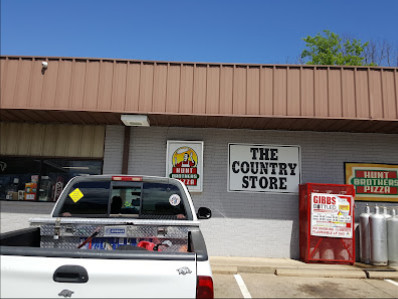 HUNT
BROTHERS
PIZZA
THE
COUNTRY
STORE
HUNT
BROTHERS
PIZZA
GIBBS